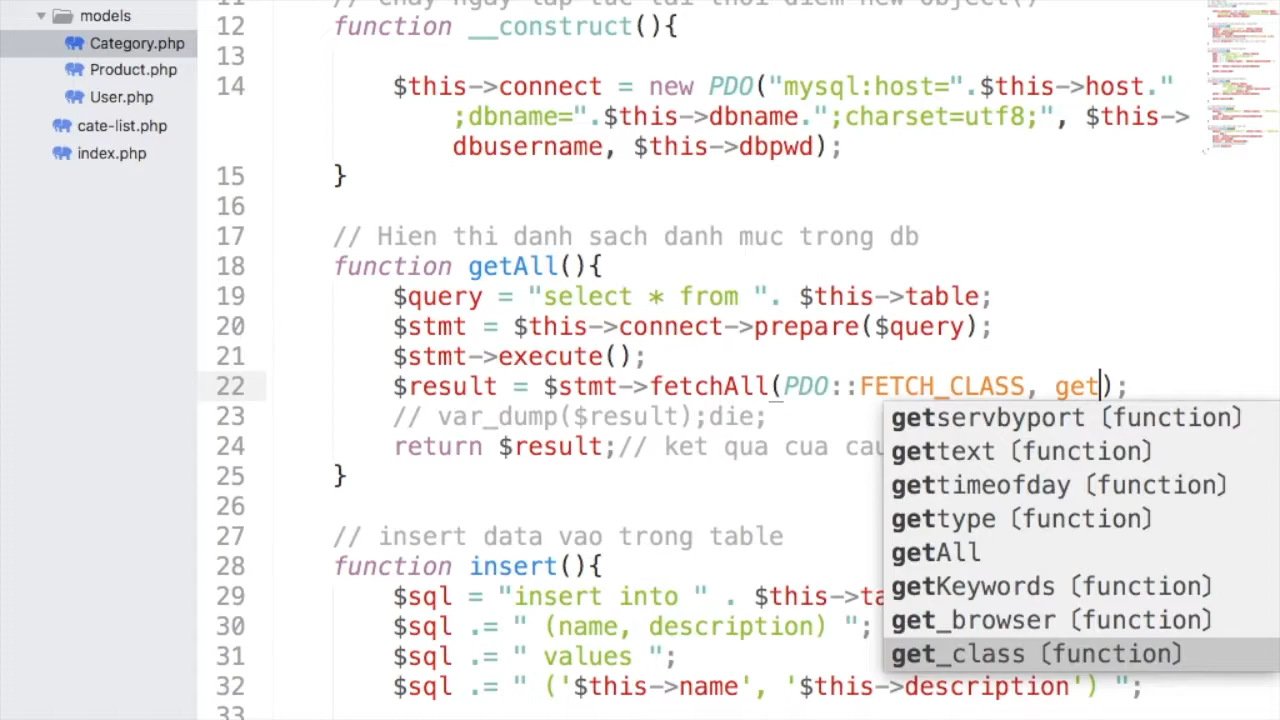 models
Category.php
Product.php
User.php
cate-list.php
index.php
12 function __construct(){
13
14 $this->connect = new PDO("mysql:host=".$this->host."
;dbname=".$this->dbname.";charset=utf8;", $this->
dbusername, $this->dbpwd);
15 }
16
17 // Hien thi danh sach danh muc trong db
18 function getAll(){
19 $query = "select * from ". $this->table;
20 $stmt = $this->connect->prepare($query);
21 $stmt->execute();
22 $result = $stmt->fetchAll(PDO::FETCH_CLASS, get);
23 // var_dump($result);die;
24 return $result;// ket qua cua cau
25 }
26
27 // insert data vao trong table
28 function insert(){
29 $sql = "insert into " . $this->ta
30 $sql .= " (name, description) ";
31 $sql .= " values ";
32 $sql .= " ('$this->name', '$this->description') ";
33
getservbyport (function)
gettext (function)
gettimeofday (function)
gettype (function)
getAll
getKeywords (function)
get_browser (function)
get_class (function)